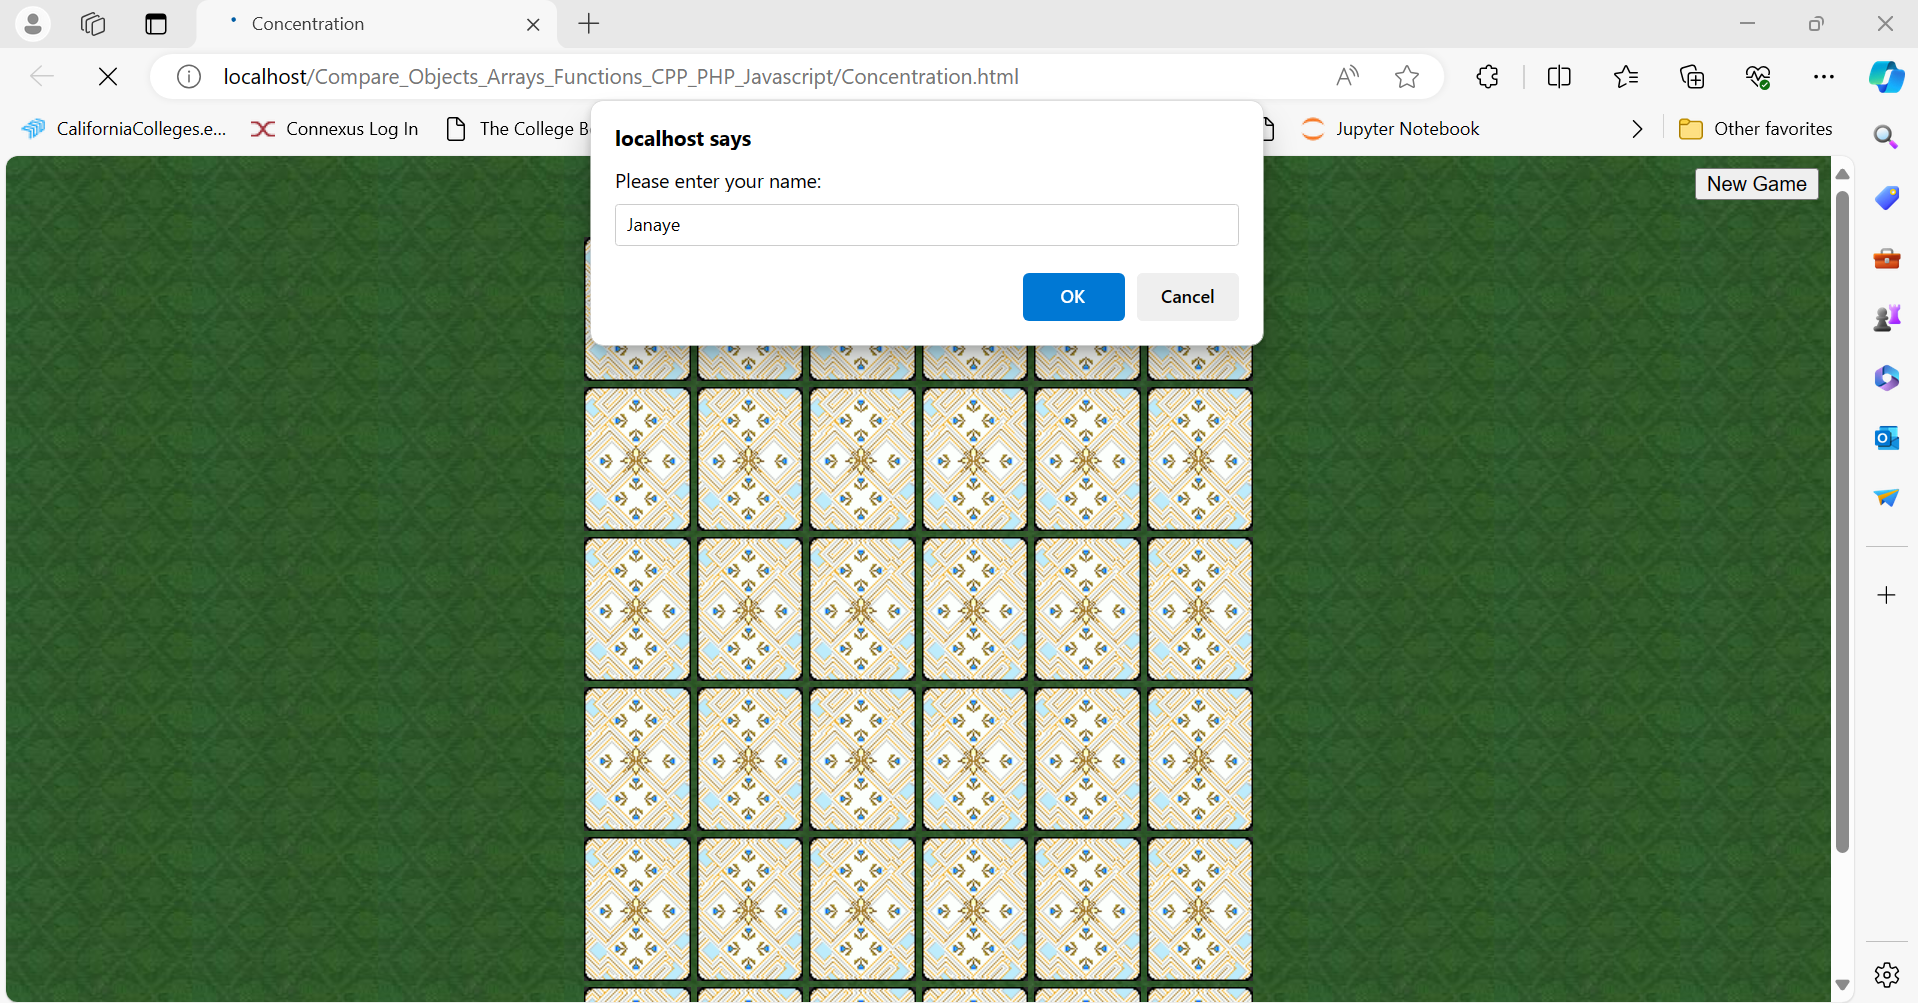 Concentration
localhost/Compare_Objects_Arrays_Functions_CPP_PHP_Javascript/Concentration.html
CaliforniaColleges.e...
Connexus Log In
The College B
Jupyter Notebook
Other favorites
localhost says
Please enter your name:
Janaye
OK
Cancel
New Game